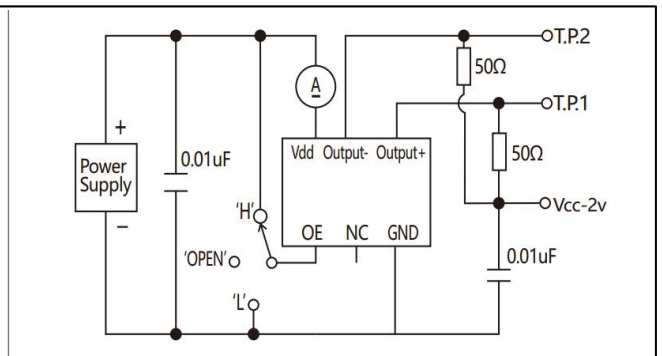 T.P.2
50Ω
A
T.P.1
+
Vdd Output- Output+
50Ω
Power
Supply
0.01uF
−
'H'
Vcc-2v
OE NC GND
'OPEN'
0.01uF
'L'